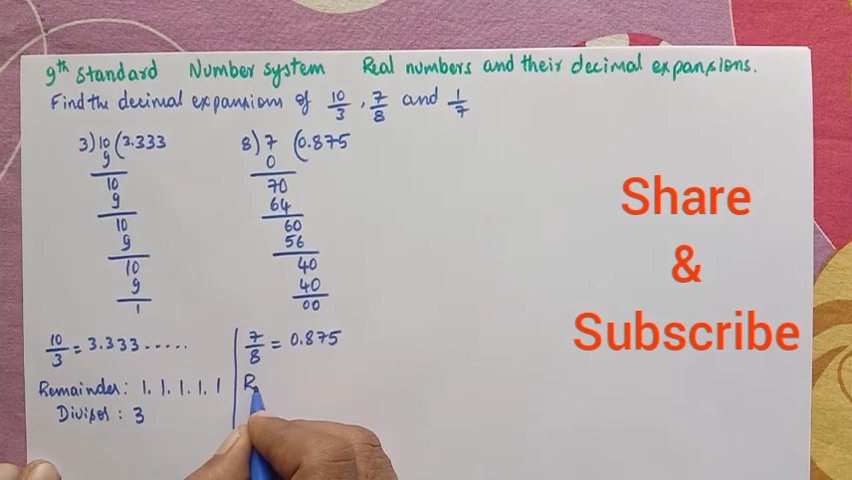 9th Standard Number system Real numbers and their decimal expansions.
Find the decimal expansions of 10/3, 7/8 and 1/7
3)10(3.333
9
10
9
10
9
10
9
1
8)7(0.875
0
70
64
60
56
40
40
00
10/3 = 3.333.....
Remainder: 1, 1, 1, 1, 1
Divisor: 3
7/8 = 0.875
Re
Share
&
Subscribe